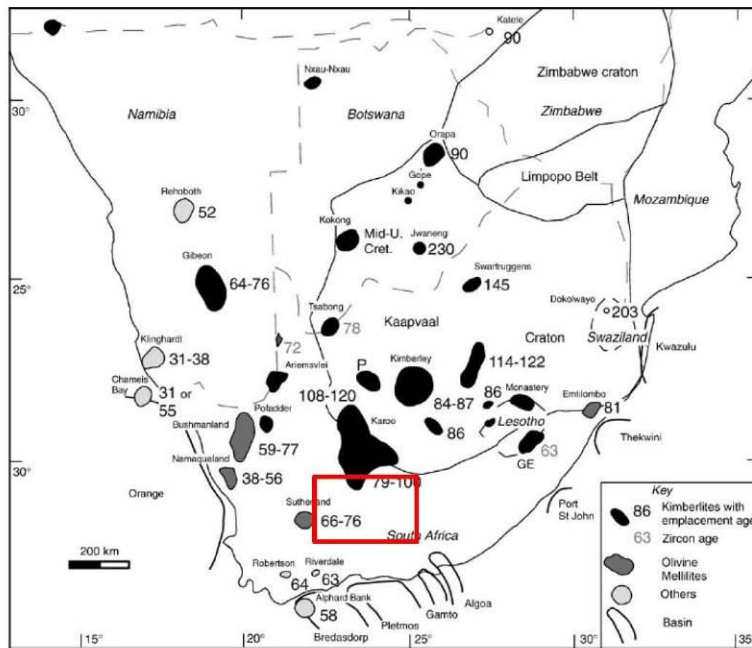 Katete
90
Nxau-Nxau
Zimbabwe craton
30°
Namibia
Botswana
Zimbabwe
Orapa
90
Gope
Kikao
Limpopo Belt
Mozambique
Rehoboth
52
Kokong
Mid-U.
Cret.
Jwaneng
230
Gibeon
64-76
25°
Swartruggens
145
Dokolwayo
203
Tsabong
78
Kaapvaal
Craton
Swaziland
Kwazulu
Klinghardt
31-38
72
Ariemsvlei
P
Kimberley
114-122
Chameis
Bay
31 or
55
108-120
84-87
86
Monastery
Emtilombo
81
Pofadder
Karoo
86
Lesotho
Bushmanland
59-77
GE
63
Thekwini
Namaqualand
38-56
30°
79-100
Orange
Sutherland
66-76
South Africa
Port
St John
200 km
Robertson
64
Riverdale
63
Alphard Bank
58
Algoa
Gamto
Pletmos
Bredasdorp
Key
86
Kimberlites with
emplacement age
63
Zircon age
Olivine
Mellilites
Others
Basin
15°
20°
25°
30°
35°